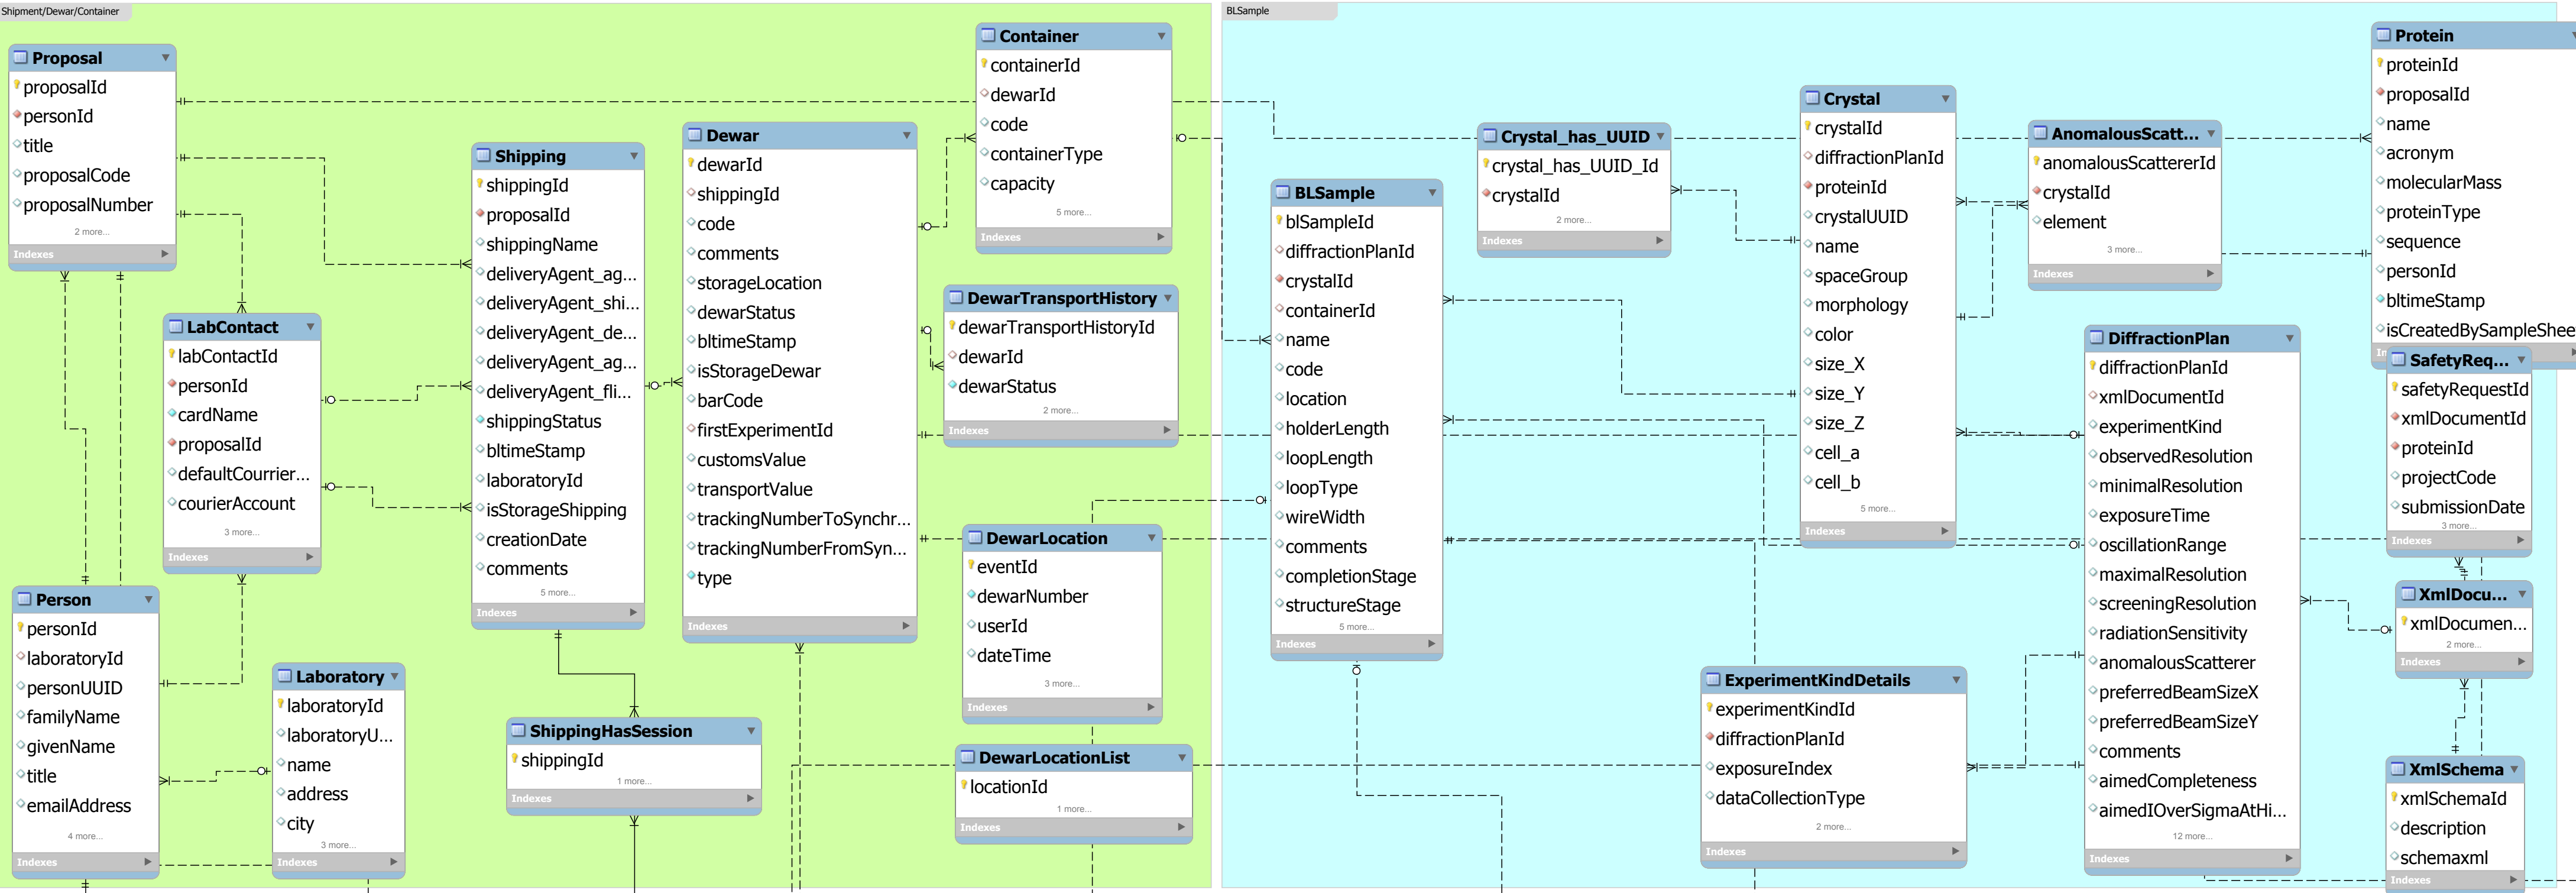 Shipment/Dewar/Container
Proposal
proposalId
personId
title
proposalCode
proposalNumber
2 more...
Indexes
LabContact
labContactId
personId
cardName
proposalId
defaultCourrier...
courierAccount
3 more...
Indexes
Person
personId
laboratoryId
personUUID
familyName
givenName
title
emailAddress
4 more...
Indexes
Laboratory
laboratoryId
laboratoryU...
name
address
city
3 more...
Indexes
Shipping
shippingId
proposalId
shippingName
deliveryAgent_ag...
deliveryAgent_shi...
deliveryAgent_de...
deliveryAgent_ag...
deliveryAgent_fli...
shippingStatus
bltimeStamp
laboratoryId
isStorageShipping
creationDate
comments
5 more...
Indexes
ShippingHasSession
shippingId
1 more...
Indexes
Dewar
dewarId
shippingId
code
comments
storageLocation
dewarStatus
bltimeStamp
isStorageDewar
barCode
firstExperimentId
customsValue
transportValue
trackingNumberToSynchr...
trackingNumberFromSyn...
type
Indexes
Container
containerId
dewarId
code
containerType
capacity
5 more...
Indexes
DewarTransportHistory
dewarTransportHistoryId
dewarId
dewarStatus
2 more...
Indexes
DewarLocation
eventId
dewarNumber
userId
dateTime
3 more...
Indexes
DewarLocationList
locationId
1 more...
Indexes
BLSample
BLSample
blSampleId
diffractionPlanId
crystalId
containerId
name
code
location
holderLength
loopLength
loopType
wireWidth
comments
completionStage
structureStage
5 more...
Indexes
Crystal_has_UUID
crystal_has_UUID_Id
crystalId
2 more...
Indexes
Crystal
crystalId
diffractionPlanId
proteinId
crystalUUID
name
spaceGroup
morphology
color
size_X
size_Y
size_Z
cell_a
cell_b
5 more...
Indexes
ExperimentKindDetails
experimentKindId
diffractionPlanId
exposureIndex
dataCollectionType
2 more...
Indexes
AnomalousScatt...
anomalousScattererId
crystalId
element
3 more...
Indexes
DiffractionPlan
diffractionPlanId
xmlDocumentId
experimentKind
observedResolution
minimalResolution
exposureTime
oscillationRange
maximalResolution
screeningResolution
radiationSensitivity
anomalousScatterer
preferredBeamSizeX
preferredBeamSizeY
comments
aimedCompleteness
aimedIOverSigmaAtHi...
12 more...
Indexes
Protein
proteinId
proposalId
name
acronym
molecularMass
proteinType
sequence
personId
bltimeStamp
isCreatedBySampleShee
In
SafetyReq...
safetyRequestId
xmlDocumentId
proteinId
projectCode
submissionDate
3 more...
Indexes
XmlDocu...
xmlDocumen...
2 more...
Indexes
XmlSchema
xmlSchemaId
description
schemaxml
Indexes